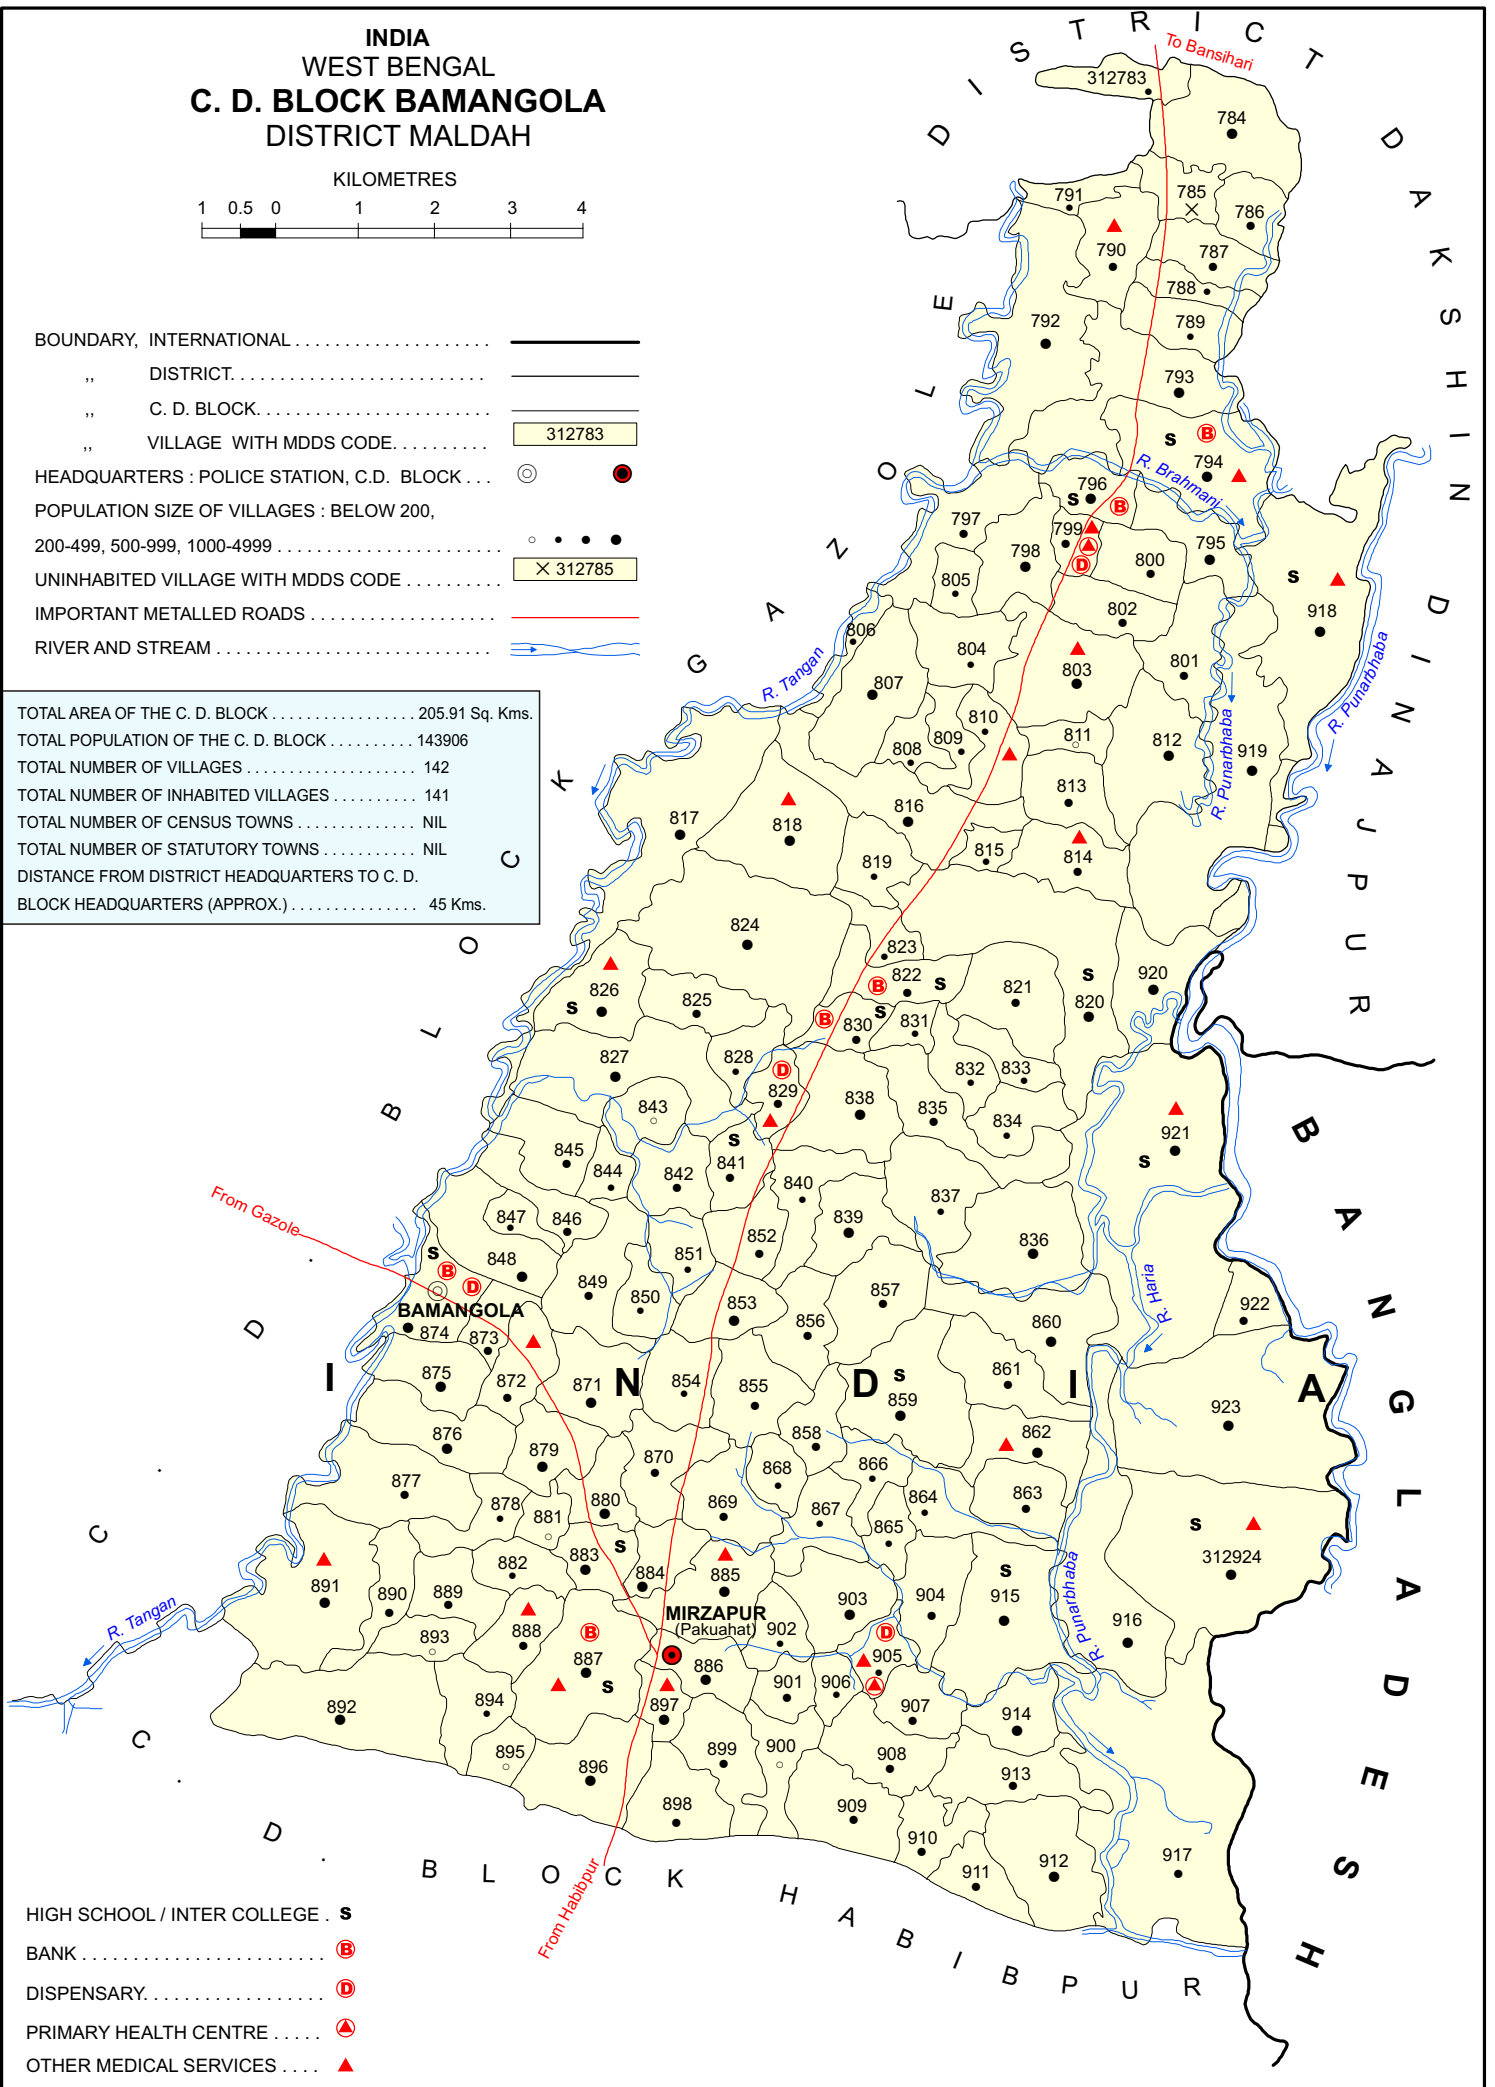 INDIA
WEST BENGAL
C. D. BLOCK BAMANGOLA
DISTRICT MALDAH
KILOMETRES
1 0.5 0 1 2 3 4
BOUNDARY, INTERNATIONAL . . . . . . . . . . . . . . . . . . .
,, DISTRICT. . . . . . . . . . . . . . . . . . . . . . . . .
,, C. D. BLOCK. . . . . . . . . . . . . . . . . . . . . .
,, VILLAGE WITH MDDS CODE. . . . . . . . . 312783
HEADQUARTERS : POLICE STATION, C.D. BLOCK . . .
POPULATION SIZE OF VILLAGES : BELOW 200,
200-499, 500-999, 1000-4999 . . . . . . . . . . . . . . . . . . . . . .
UNINHABITED VILLAGE WITH MDDS CODE . . . . . . . . . × 312785
IMPORTANT METALLED ROADS . . . . . . . . . . . . . . . . . .
RIVER AND STREAM . . . . . . . . . . . . . . . . . . . . . . . . . . .
TOTAL AREA OF THE C. D. BLOCK . . . . . . . . . . . . . . . . 205.91 Sq. Kms.
TOTAL POPULATION OF THE C. D. BLOCK . . . . . . . . . . 143906
TOTAL NUMBER OF VILLAGES . . . . . . . . . . . . . . . . . . . 142
TOTAL NUMBER OF INHABITED VILLAGES . . . . . . . . . . 141
TOTAL NUMBER OF CENSUS TOWNS . . . . . . . . . . . . . . NIL
TOTAL NUMBER OF STATUTORY TOWNS . . . . . . . . . . . NIL
DISTANCE FROM DISTRICT HEADQUARTERS TO C. D.
BLOCK HEADQUARTERS (APPROX.) . . . . . . . . . . . . . . . 45 Kms.
DISTRICT DAKSHIN DINAJPUR
To Bansihari
C. D. BLOCK GAZOLE
312783
784
791
785
786
790
787
788
792
789
793
S B
794
R. Brahmani
796
S B
797
799
798
D
800
795
S
918
805
802
806
R. Tangan
804
803
801
807
R. Punarbhaba
810
809
808
811
812
R. Punarbhaba
919
813
817
818
816
819
815
814
824
823
B 822 S
826
S
825
821
S
820
920
B
S
830
831
827
828
D
829
832
833
843
838
835
834
S
841
921
S
845
844
842
840
837
From Gazole
847
846
839
852
836
S
B D
848
851
R. Haria
849
850
853
857
922
BAMANGOLA
874
873
856
860
875
872
871
854
855
S
859
861
I N D I A
923
876
879
870
858
862
877
868
866
878
881
880
869
867
864
863
865
S
312924
882
883
S
884
885
S
915
891
890
889
903
904
R. Tangan
893
888
B
MIRZAPUR
(Pakuahat)
902
D
905
R. Punarbhaba
916
887
S
886
901
906
892
894
897
907
914
895
896
899
900
908
913
898
909
910
911
912
917
BANGLADESH
From Habibpur
C. D. BLOCK HABIBPUR
HIGH SCHOOL / INTER COLLEGE . S
BANK . . . . . . . . . . . . . . . . . . . . . . . . B
DISPENSARY. . . . . . . . . . . . . . . . . . D
PRIMARY HEALTH CENTRE . . . . .
OTHER MEDICAL SERVICES . . . .